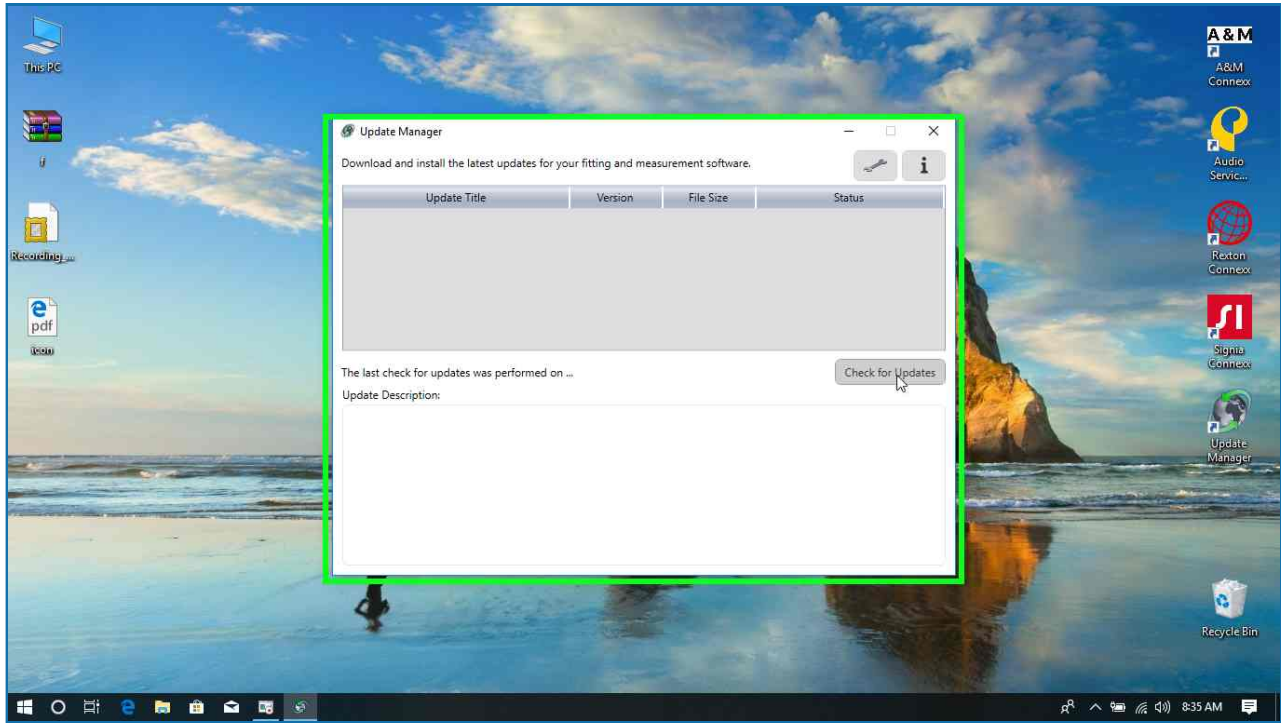 This PC
if
Recording_...
pdf
icon
Update Manager
Download and install the latest updates for your fitting and measurement software.
i
Update Title Version File Size Status
The last check for updates was performed on ...
Check for Updates
Update Description:
A&M
A&M
Connexx
Audio
Servic...
Rexton
Connexx
SI
Signia
Connexx
Update
Manager
Recycle Bin
8:35 AM